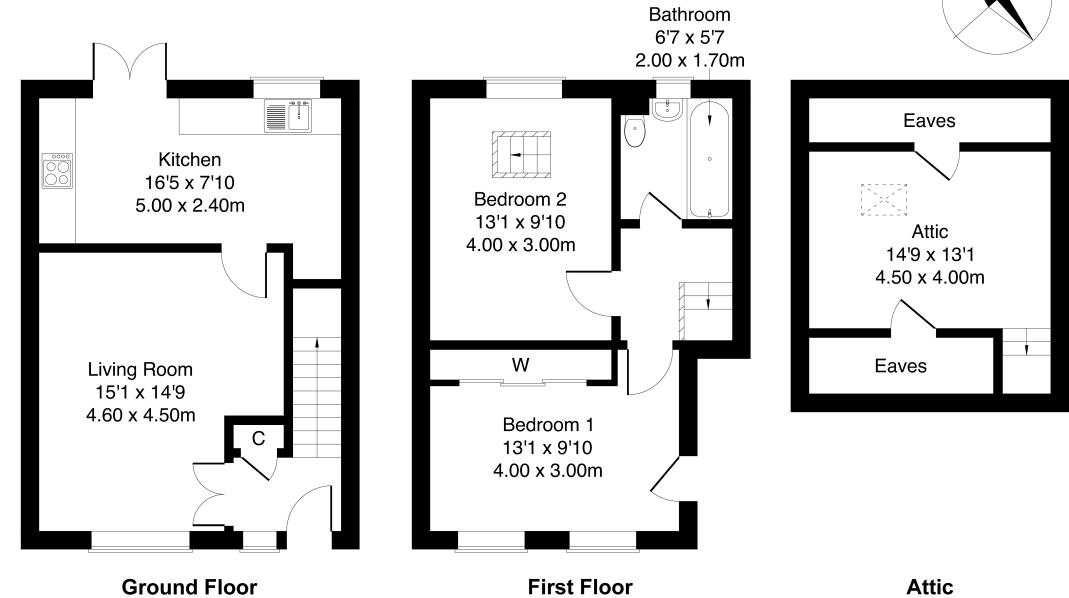 Bathroom
6'7 x 5'7
2.00 x 1.70m
Kitchen
16'5 x 7'10
5.00 x 2.40m
Living Room
15'1 x 14'9
4.60 x 4.50m
C
Ground Floor
Bedroom 2
13'1 x 9'10
4.00 x 3.00m
W
Bedroom 1
13'1 x 9'10
4.00 x 3.00m
First Floor
Eaves
Attic
14'9 x 13'1
4.50 x 4.00m
Eaves
Attic